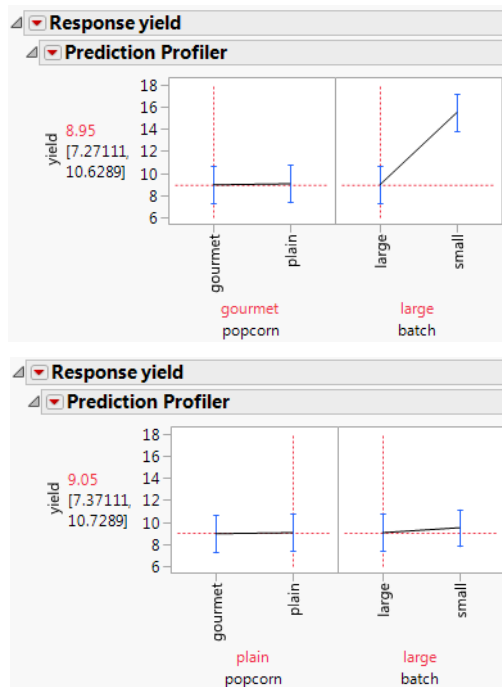 Response yield
Prediction Profiler
yield
8.95
[7.27111,
10.6289]
18
16
14
12
10
8
6
gourmet
plain
large
small
gourmet
large
popcorn
batch
Response yield
Prediction Profiler
yield
9.05
[7.37111,
10.7289]
18
16
14
12
10
8
6
gourmet
plain
large
small
plain
large
popcorn
batch